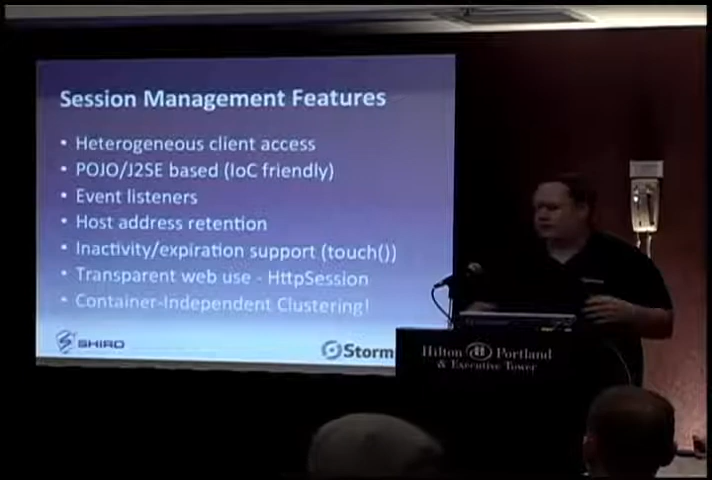 Session Management Features
• Heterogeneous client access
• POJO/J2SE based (IoC friendly)
• Event listeners
• Host address retention
• Inactivity/expiration support (touch())
• Transparent web use - HttpSession
• Container-Independent Clustering!
SHIRO
Storm
Hilton Portland
& Executive Tower